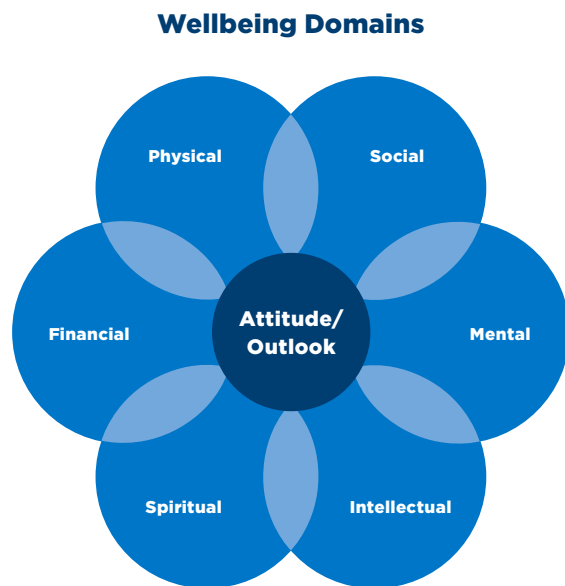 Wellbeing Domains
Physical
Social
Financial
Attitude/
Outlook
Mental
Spiritual
Intellectual